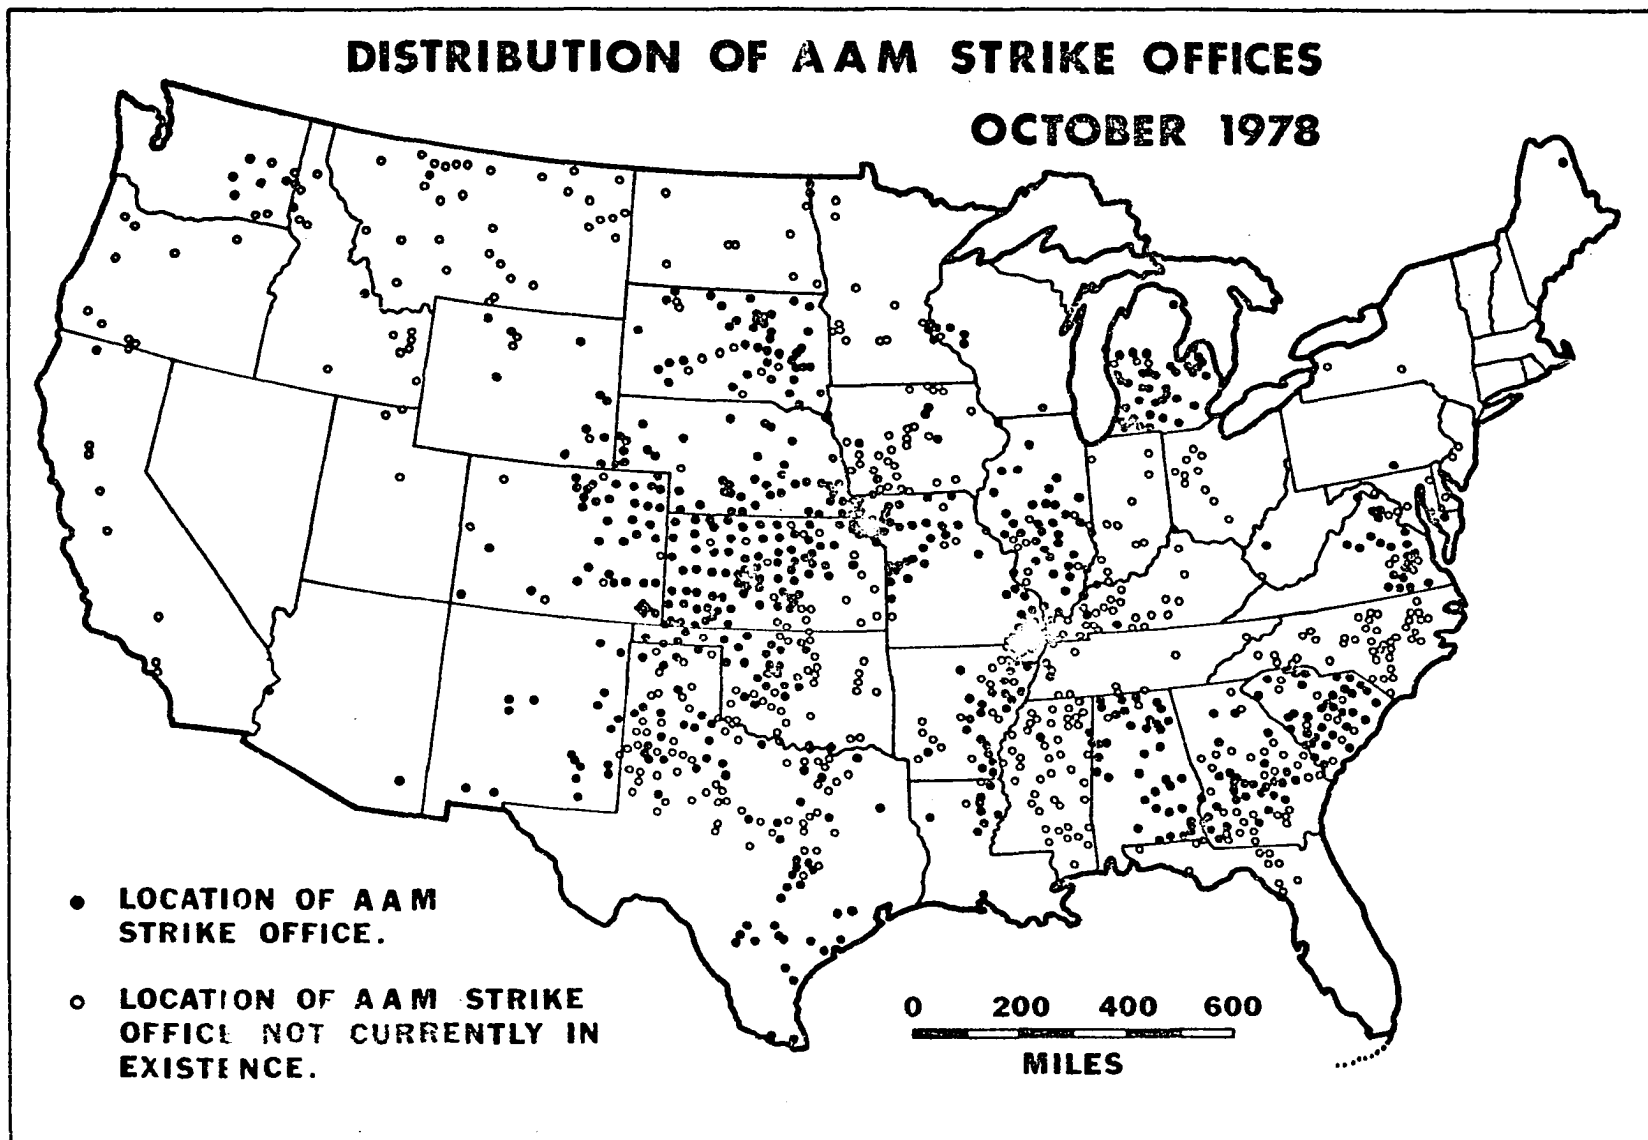 DISTRIBUTION OF AAM STRIKE OFFICES
OCTOBER 1978
LOCATION OF AAM
STRIKE OFFICE.
LOCATION OF AAM STRIKE
OFFICE NOT CURRENTLY IN
EXISTENCE.
0 200 400 600
MILES